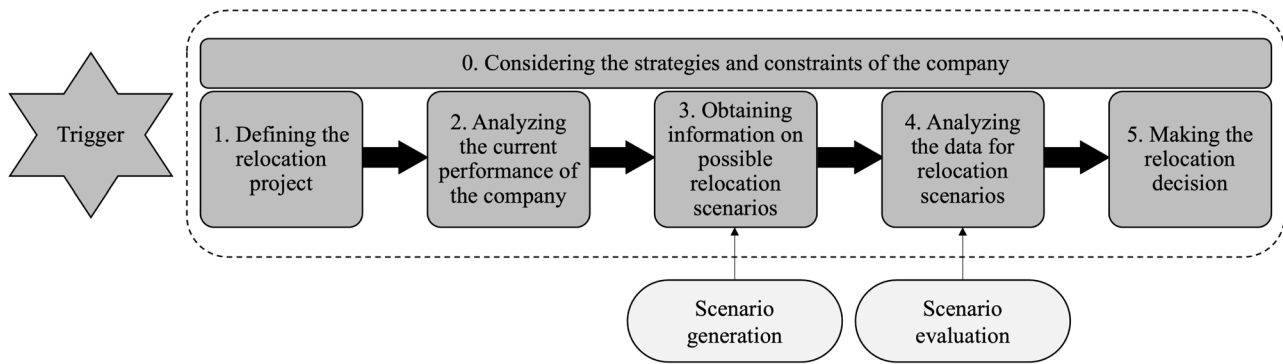 0. Considering the strategies and constraints of the company
Trigger
1. Defining the
relocation
project
2. Analyzing
the current
performance of
the company
3. Obtaining
information on
possible
relocation
scenarios
4. Analyzing
the data for
relocation
scenarios
5. Making the
relocation
decision
Scenario
generation
Scenario
evaluation